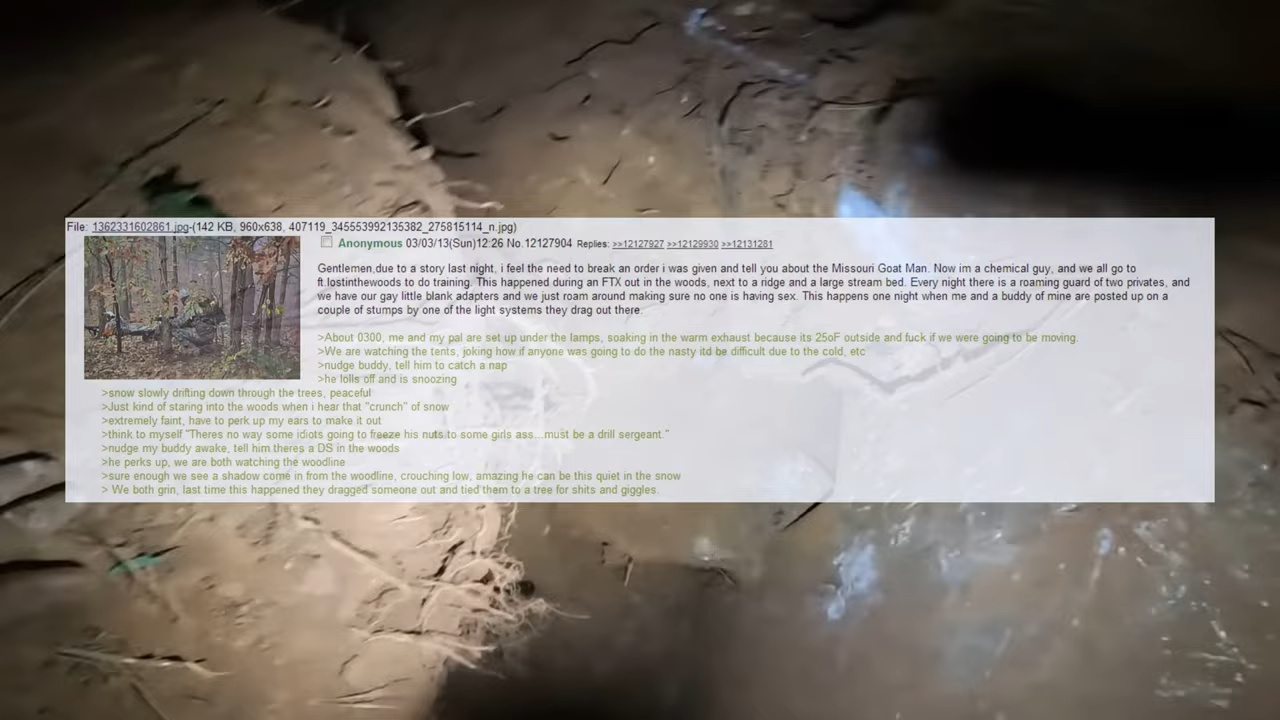 File: 1362331602861.jpg-(142 KB, 960x638, 407119_345553992135382_275815114_n.jpg)
Anonymous 03/03/13(Sun)12:26 No.12127904 Replies: >>12127927 >>12129930 >>12131281
Gentlemen,due to a story last night, i feel the need to break an order i was given and tell you about the Missouri Goat Man. Now im a chemical guy, and we all go to
ft lostinthewoods to do training. This happened during an FTX out in the woods, next to a ridge and a large stream bed. Every night there is a roaming guard of two privates, and
we have our gay little blank adapters and we just roam around making sure no one is having sex. This happens one night when me and a buddy of mine are posted up on a
couple of stumps by one of the light systems they drag out there.
>About 0300, me and my pal are set up under the lamps, soaking in the warm exhaust because its 25oF outside and fuck if we were going to be moving.
>We are watching the tents, joking how if anyone was going to do the nasty itd be difficult due to the cold, etc
>nudge buddy, tell him to catch a nap
>he lolls off and is snoozing
>snow slowly drifting down through the trees, peaceful
>Just kind of staring into the woods when i hear that "crunch" of snow
>extremely faint, have to perk up my ears to make it out
>think to myself "Theres no way some idiots going to freeze his nuts to some girls ass...must be a drill sergeant."
>nudge my buddy awake, tell him theres a DS in the woods
>he perks up, we are both watching the woodline
>sure enough we see a shadow come in from the woodline, crouching low, amazing he can be this quiet in the snow
> We both grin, last time this happened they dragged someone out and tied them to a tree for shits and giggles.